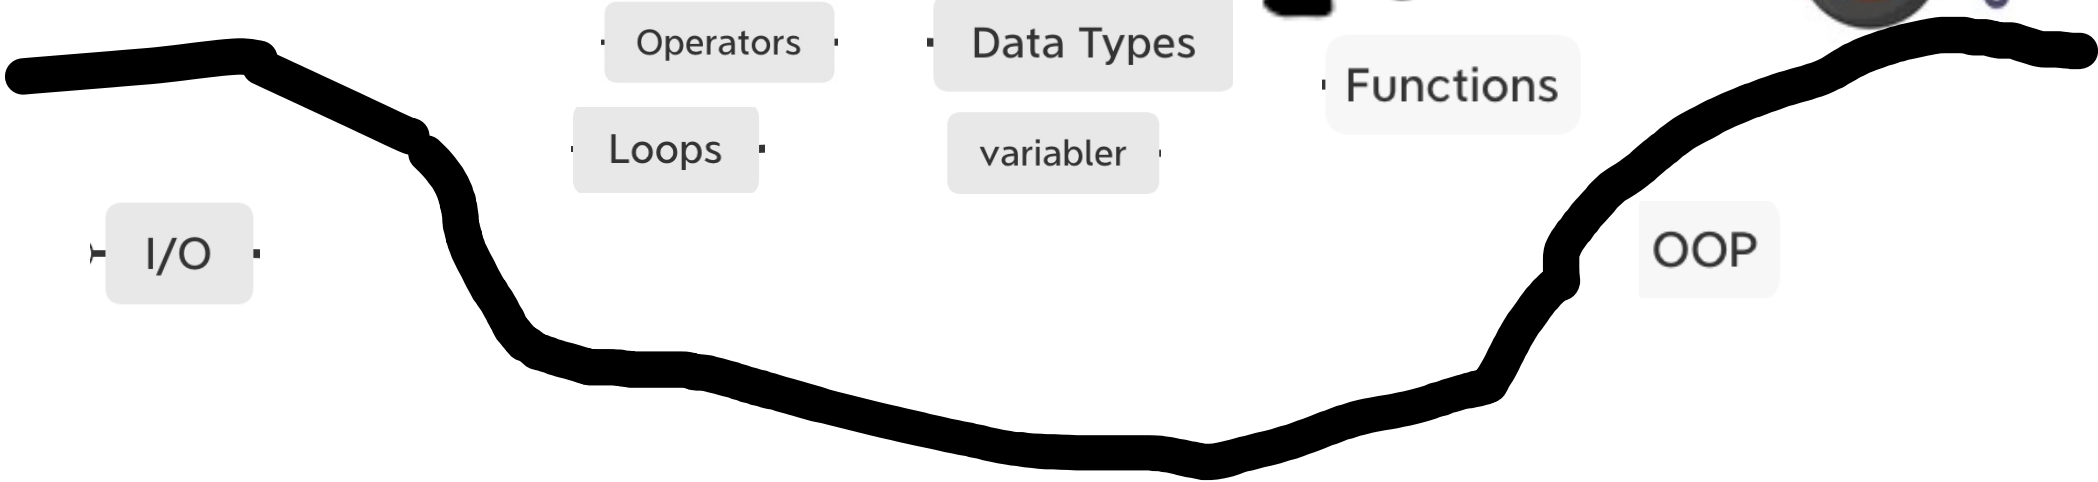 Operators
Data Types
Functions
Loops
variabler
I/O
OOP